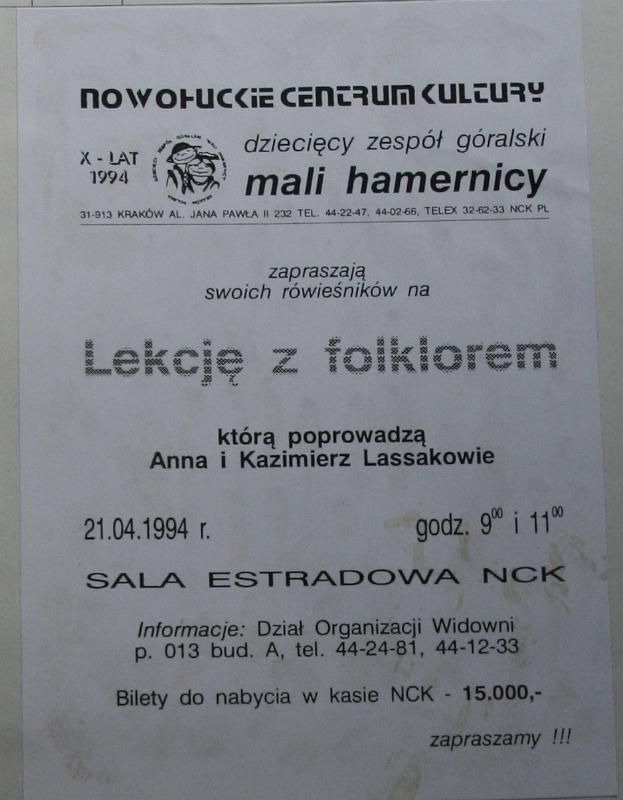 NOWOHUCKIE CENTRUM KULTURY
dziecięcy zespół góralski
X - LAT
1994
mali hamernicy
31-913 KRAKÓW AL. JANA PAWŁA II 232 TEL. 44-22-47, 44-02-66, TELEX 32-62-33 NCK PL
zapraszają
swoich rówieśników na
Lekcję z folklorem
którą poprowadzą
Anna i Kazimierz Lassakowie
21.04.1994 r. godz. 9⁰⁰ i 11⁰⁰
SALA ESTRADOWA NCK
Informacje: Dział Organizacji Widowni
p. 013 bud. A, tel. 44-24-81, 44-12-33
Bilety do nabycia w kasie NCK - 15.000,-
zapraszamy !!!